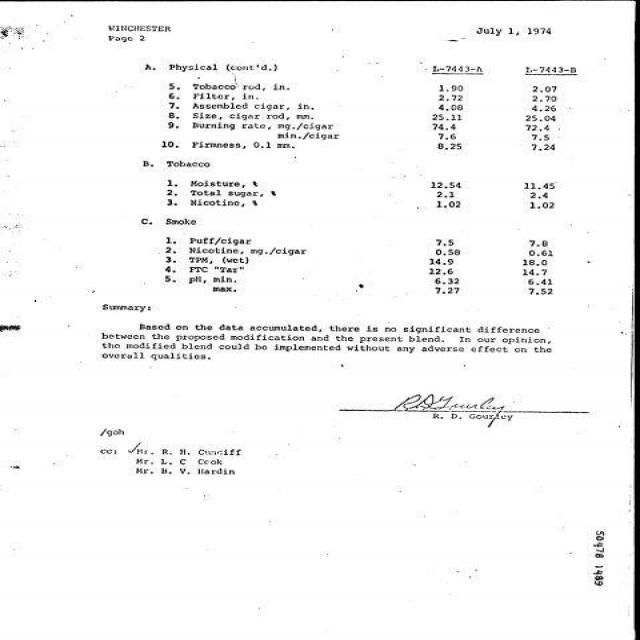 WINCHESTER
Page 2
July 1, 1974
A. Physical (cont'd.) L-7443-A L-7443-B
5. Tobacco rod, in. 1.90 2.07
6. Filter, in. 2.72 2.70
7. Assembled cigar, in. 4.08 4.26
8. Size, cigar rod, mm. 25.11 25.04
9. Burning rate, mg./cigar 74.4 72.4
min./cigar 7.6 7.5
10. Firmness, 0.1 mm. 8.25 7.24
B. Tobacco
1. Moisture, % 12.54 11.45
2. Total sugar, % 2.1 2.4
3. Nicotine, % 1.02 1.02
C. Smoke
1. Puff/cigar 7.5 7.8
2. Nicotine, mg./cigar 0.58 0.61
3. TPM, (wet) 14.9 18.0
4. FTC "Tar" 12.6 14.7
5. pH, min. 6.32 6.41
max. 7.27 7.52
Summary:
Based on the data accumulated, there is no significant difference
between the proposed modification and the present blend. In our opinion,
the modified blend could be implemented without any adverse effect on the
overall qualities.
RDGourley
R. D. Gourley
/goh
cc: Mr. R. H. Cundiff
Mr. L. C Cook
Mr. B. V. Hardin
50478 1489